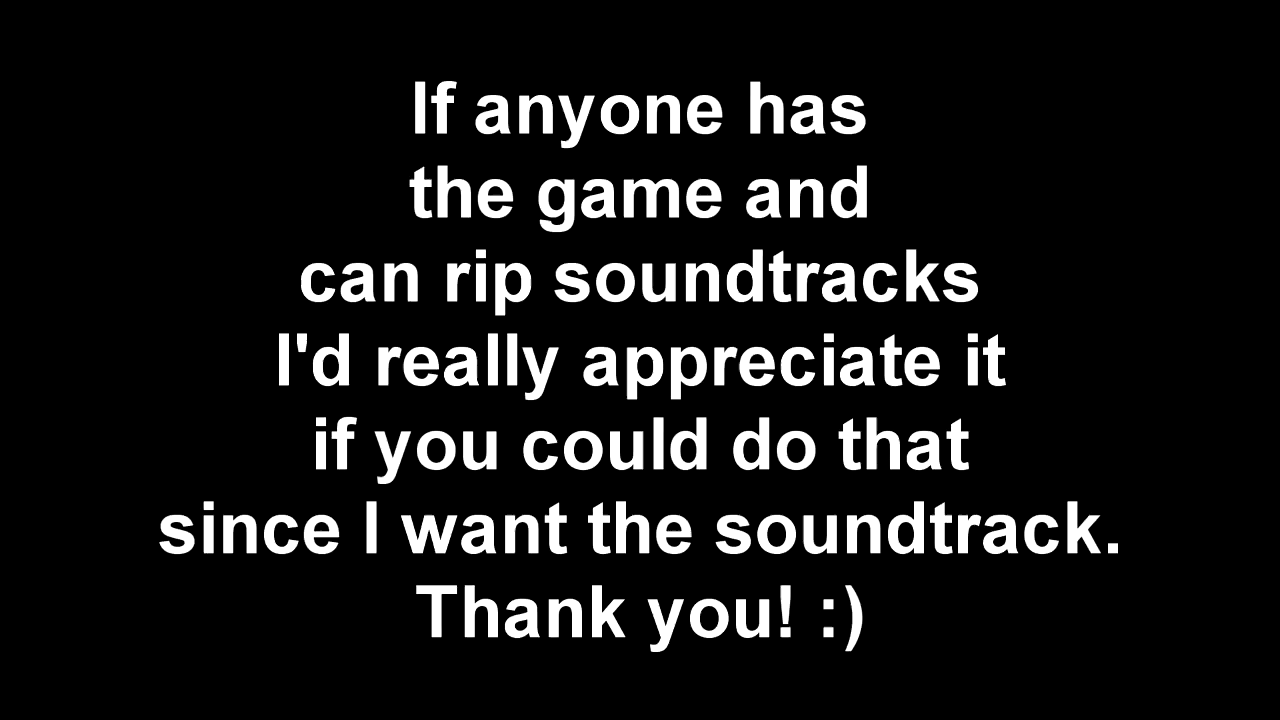 If anyone has
the game and
can rip soundtracks
I'd really appreciate it
if you could do that
since I want the soundtrack.
Thank you! :)